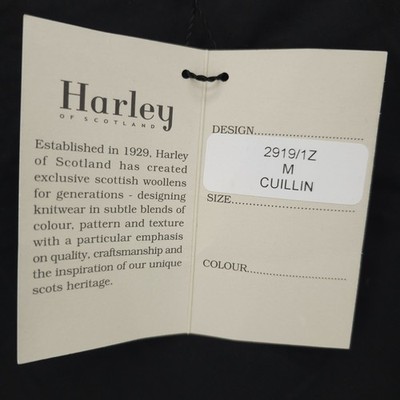 Harley
OF SCOTLAND
Established in 1929, Harley
of Scotland has created
exclusive scottish woollens
for generations - designing
knitwear in subtle blends of
colour, pattern and texture
with a particular emphasis
on quality, craftsmanship and
the inspiration of our unique
scots heritage.
DESIGN
2919/1Z
M
CUILLIN
SIZE
COLOUR